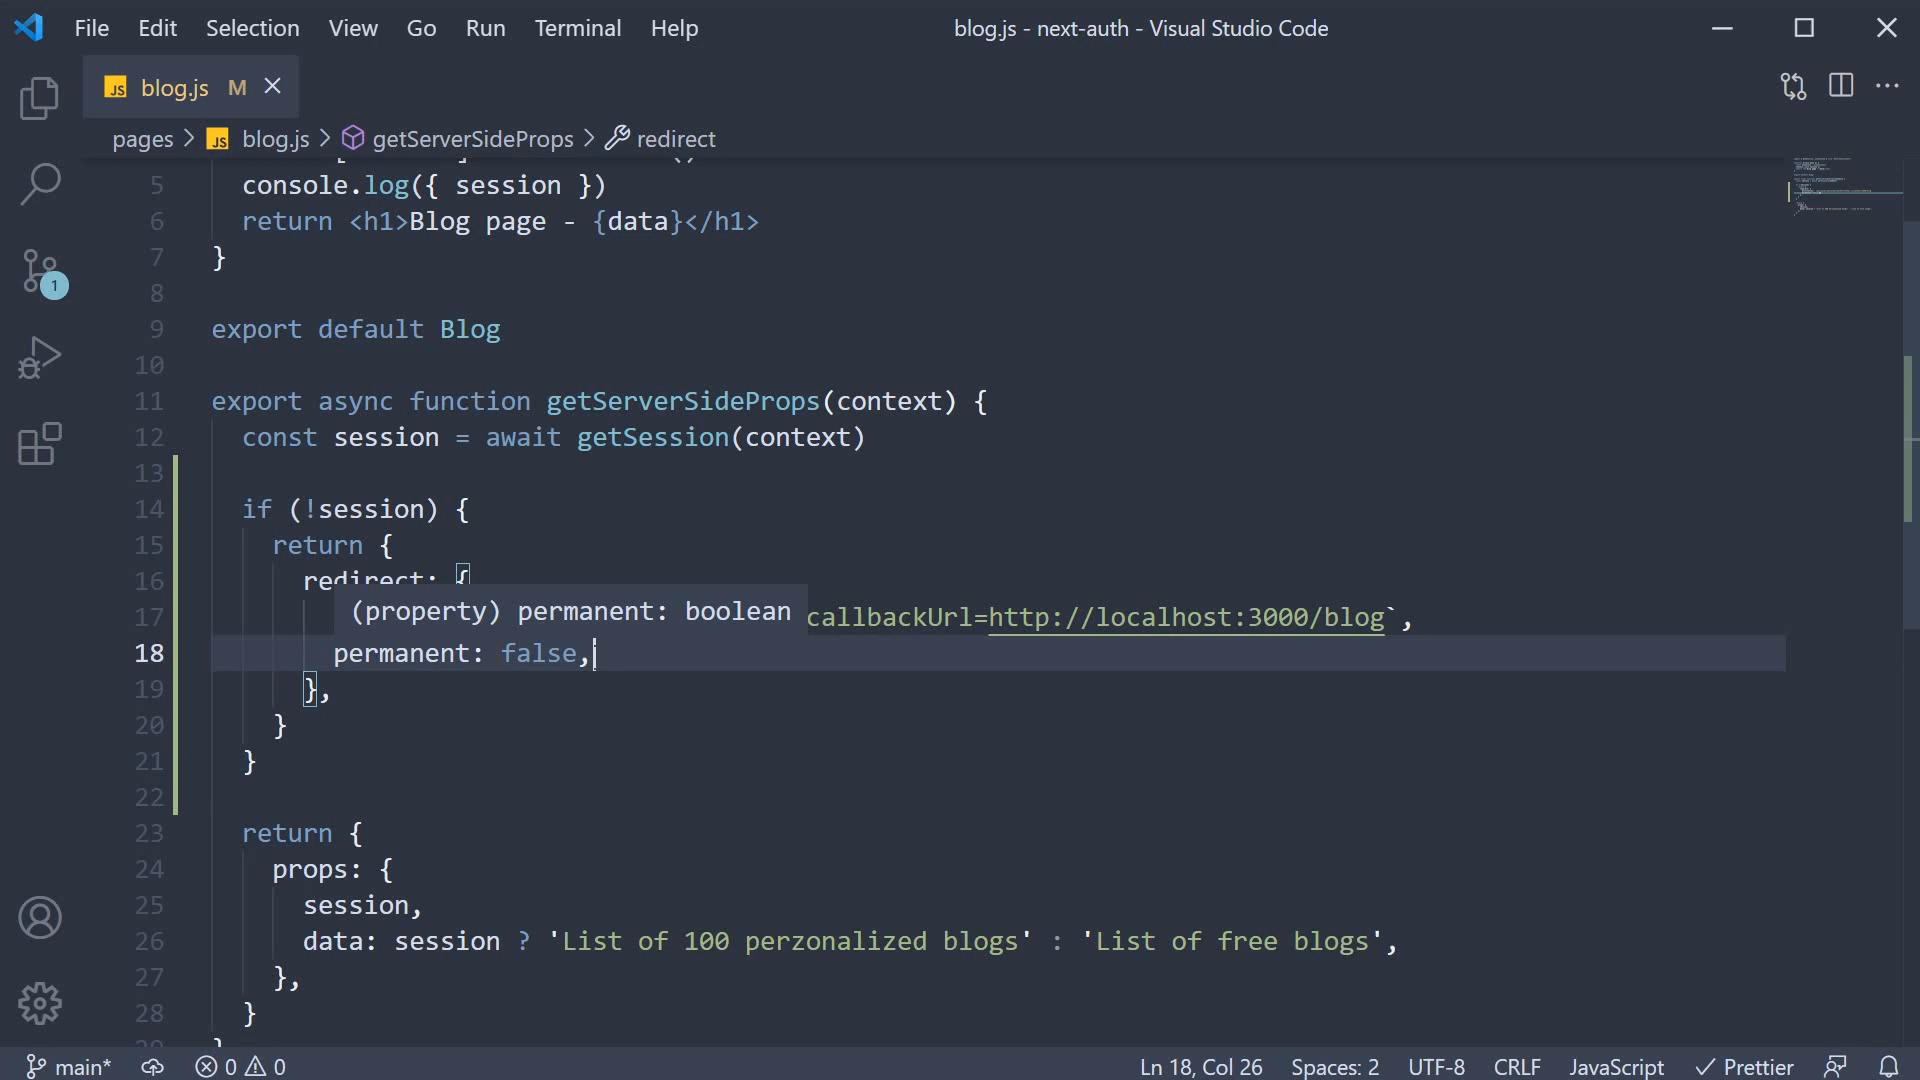 File Edit Selection View Go Run Terminal Help blog.js - next-auth - Visual Studio Code
JS blog.js M
pages > JS blog.js > getServerSideProps > redirect
5 console.log({ session })
6 return <h1>Blog page - {data}</h1>
7 }
8
9 export default Blog
10
11 export async function getServerSideProps(context) {
12 const session = await getSession(context)
13
14 if (!session) {
15 return {
16 redirect: {
(property) permanent: boolean
17 callbackUrl=http://localhost:3000/blog`,
18 permanent: false,
19 },
20 }
21 }
22
23 return {
24 props: {
25 session,
26 data: session ? 'List of 100 perzonalized blogs' : 'List of free blogs',
27 },
28 }
1
main* 0 0 Ln 18, Col 26 Spaces: 2 UTF-8 CRLF JavaScript Prettier